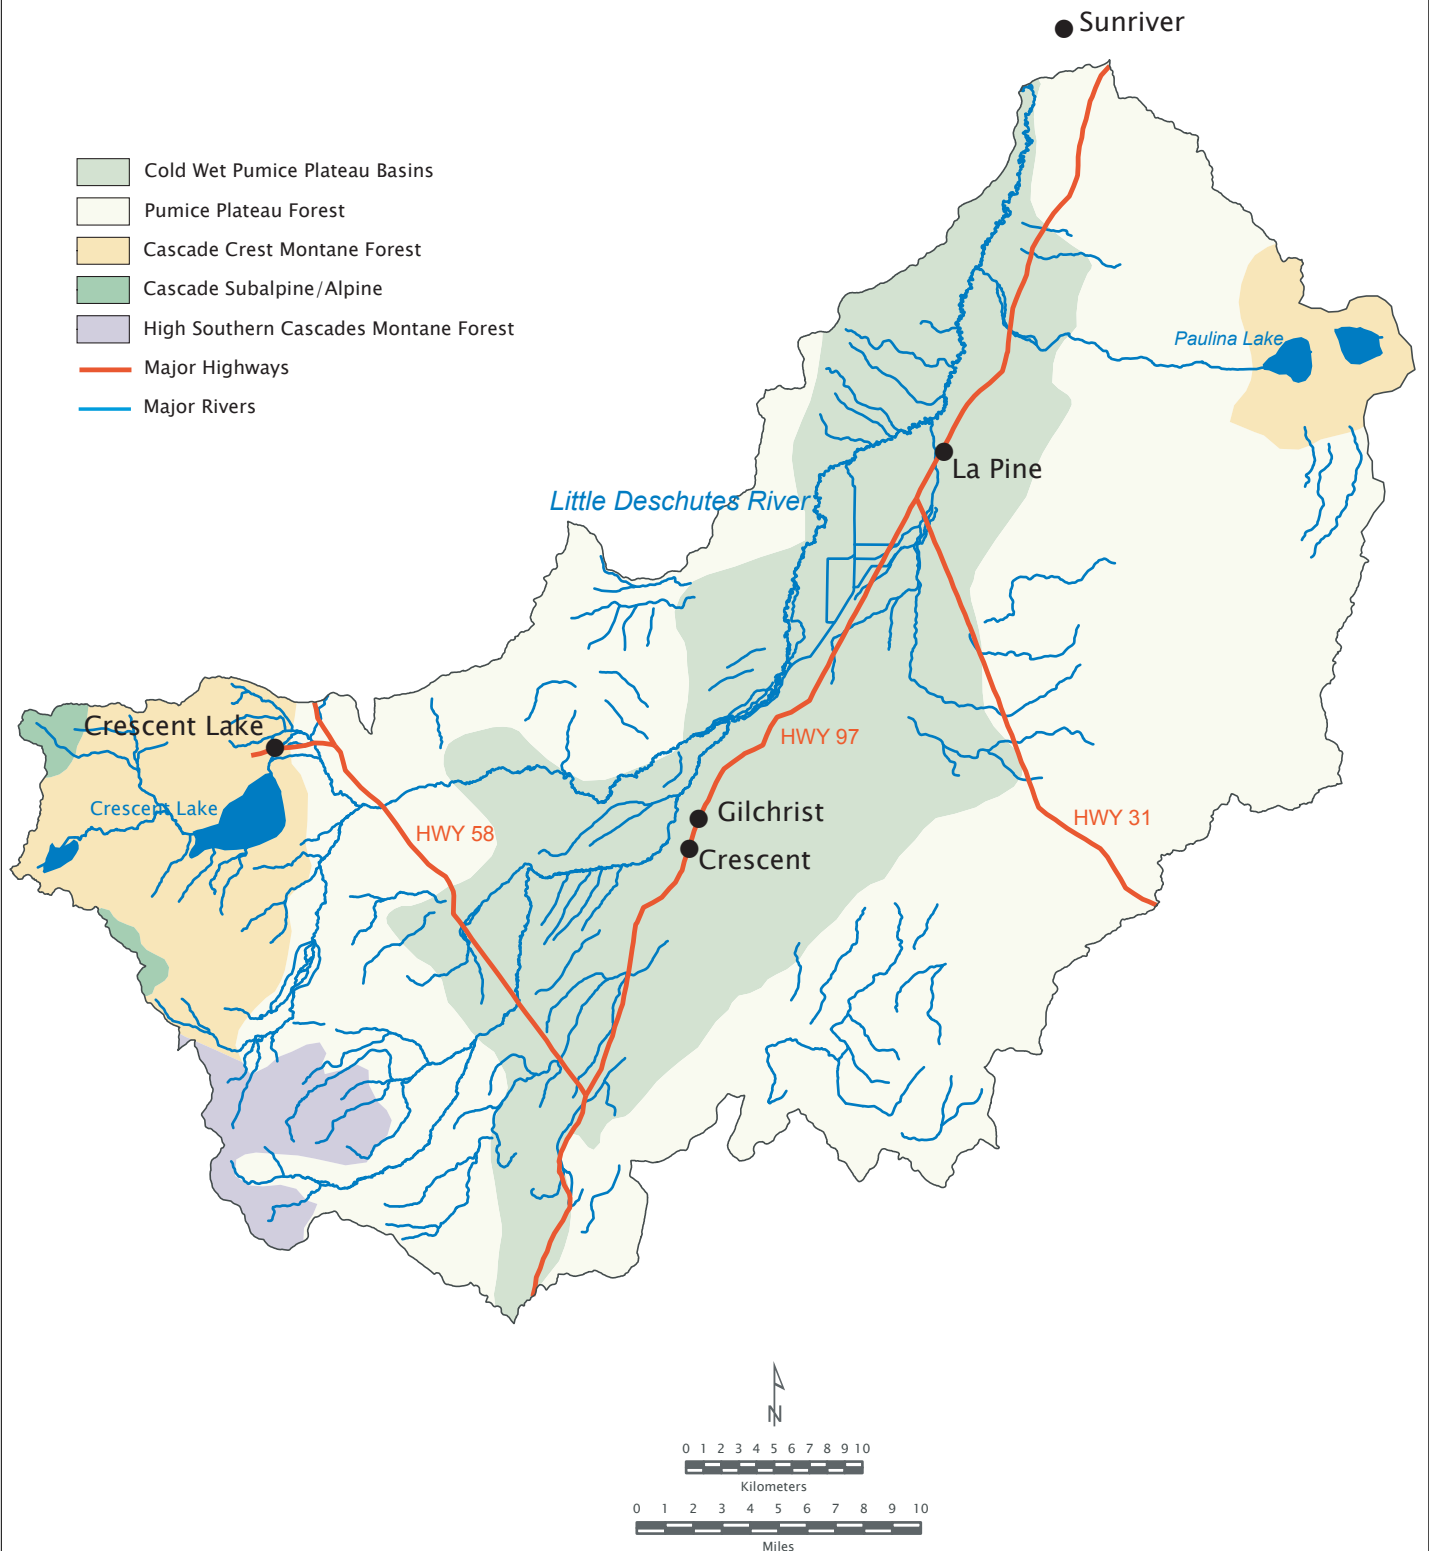 Sunriver
Cold Wet Pumice Plateau Basins
Pumice Plateau Forest
Cascade Crest Montane Forest
Cascade Subalpine/Alpine
High Southern Cascades Montane Forest
Major Highways
Major Rivers
Paulina Lake
La Pine
Little Deschutes River
Crescent Lake
HWY 97
Crescent Lake
Gilchrist
HWY 31
HWY 58
Crescent
N
0 1 2 3 4 5 6 7 8 9 10
Kilometers
0 1 2 3 4 5 6 7 8 9 10
Miles